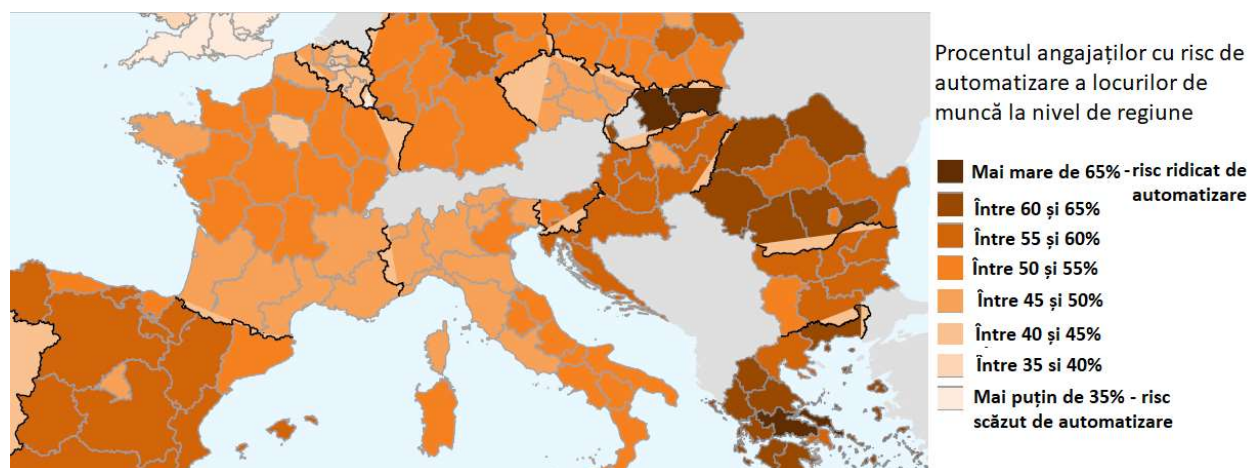 Procentul angajaților cu risc de
automatizare a locurilor de
muncă la nivel de regiune
Mai mare de 65% - risc ridicat de
automatizare
Între 60 și 65%
Între 55 și 60%
Între 50 și 55%
Între 45 și 50%
Între 40 și 45%
Între 35 si 40%
Mai puțin de 35% - risc
scăzut de automatizare